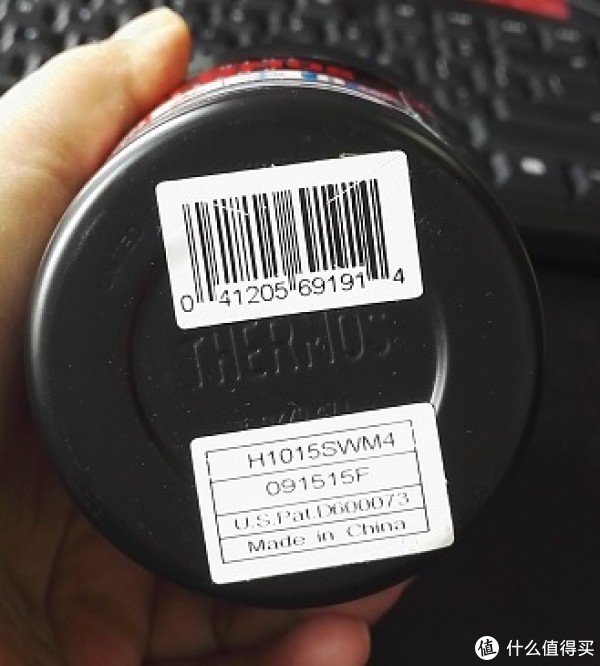 0 41205 69191 4
THERMOS
H1015SWM4
091515F
U.S.Pat.D600073
Made in China
值 什么值得买